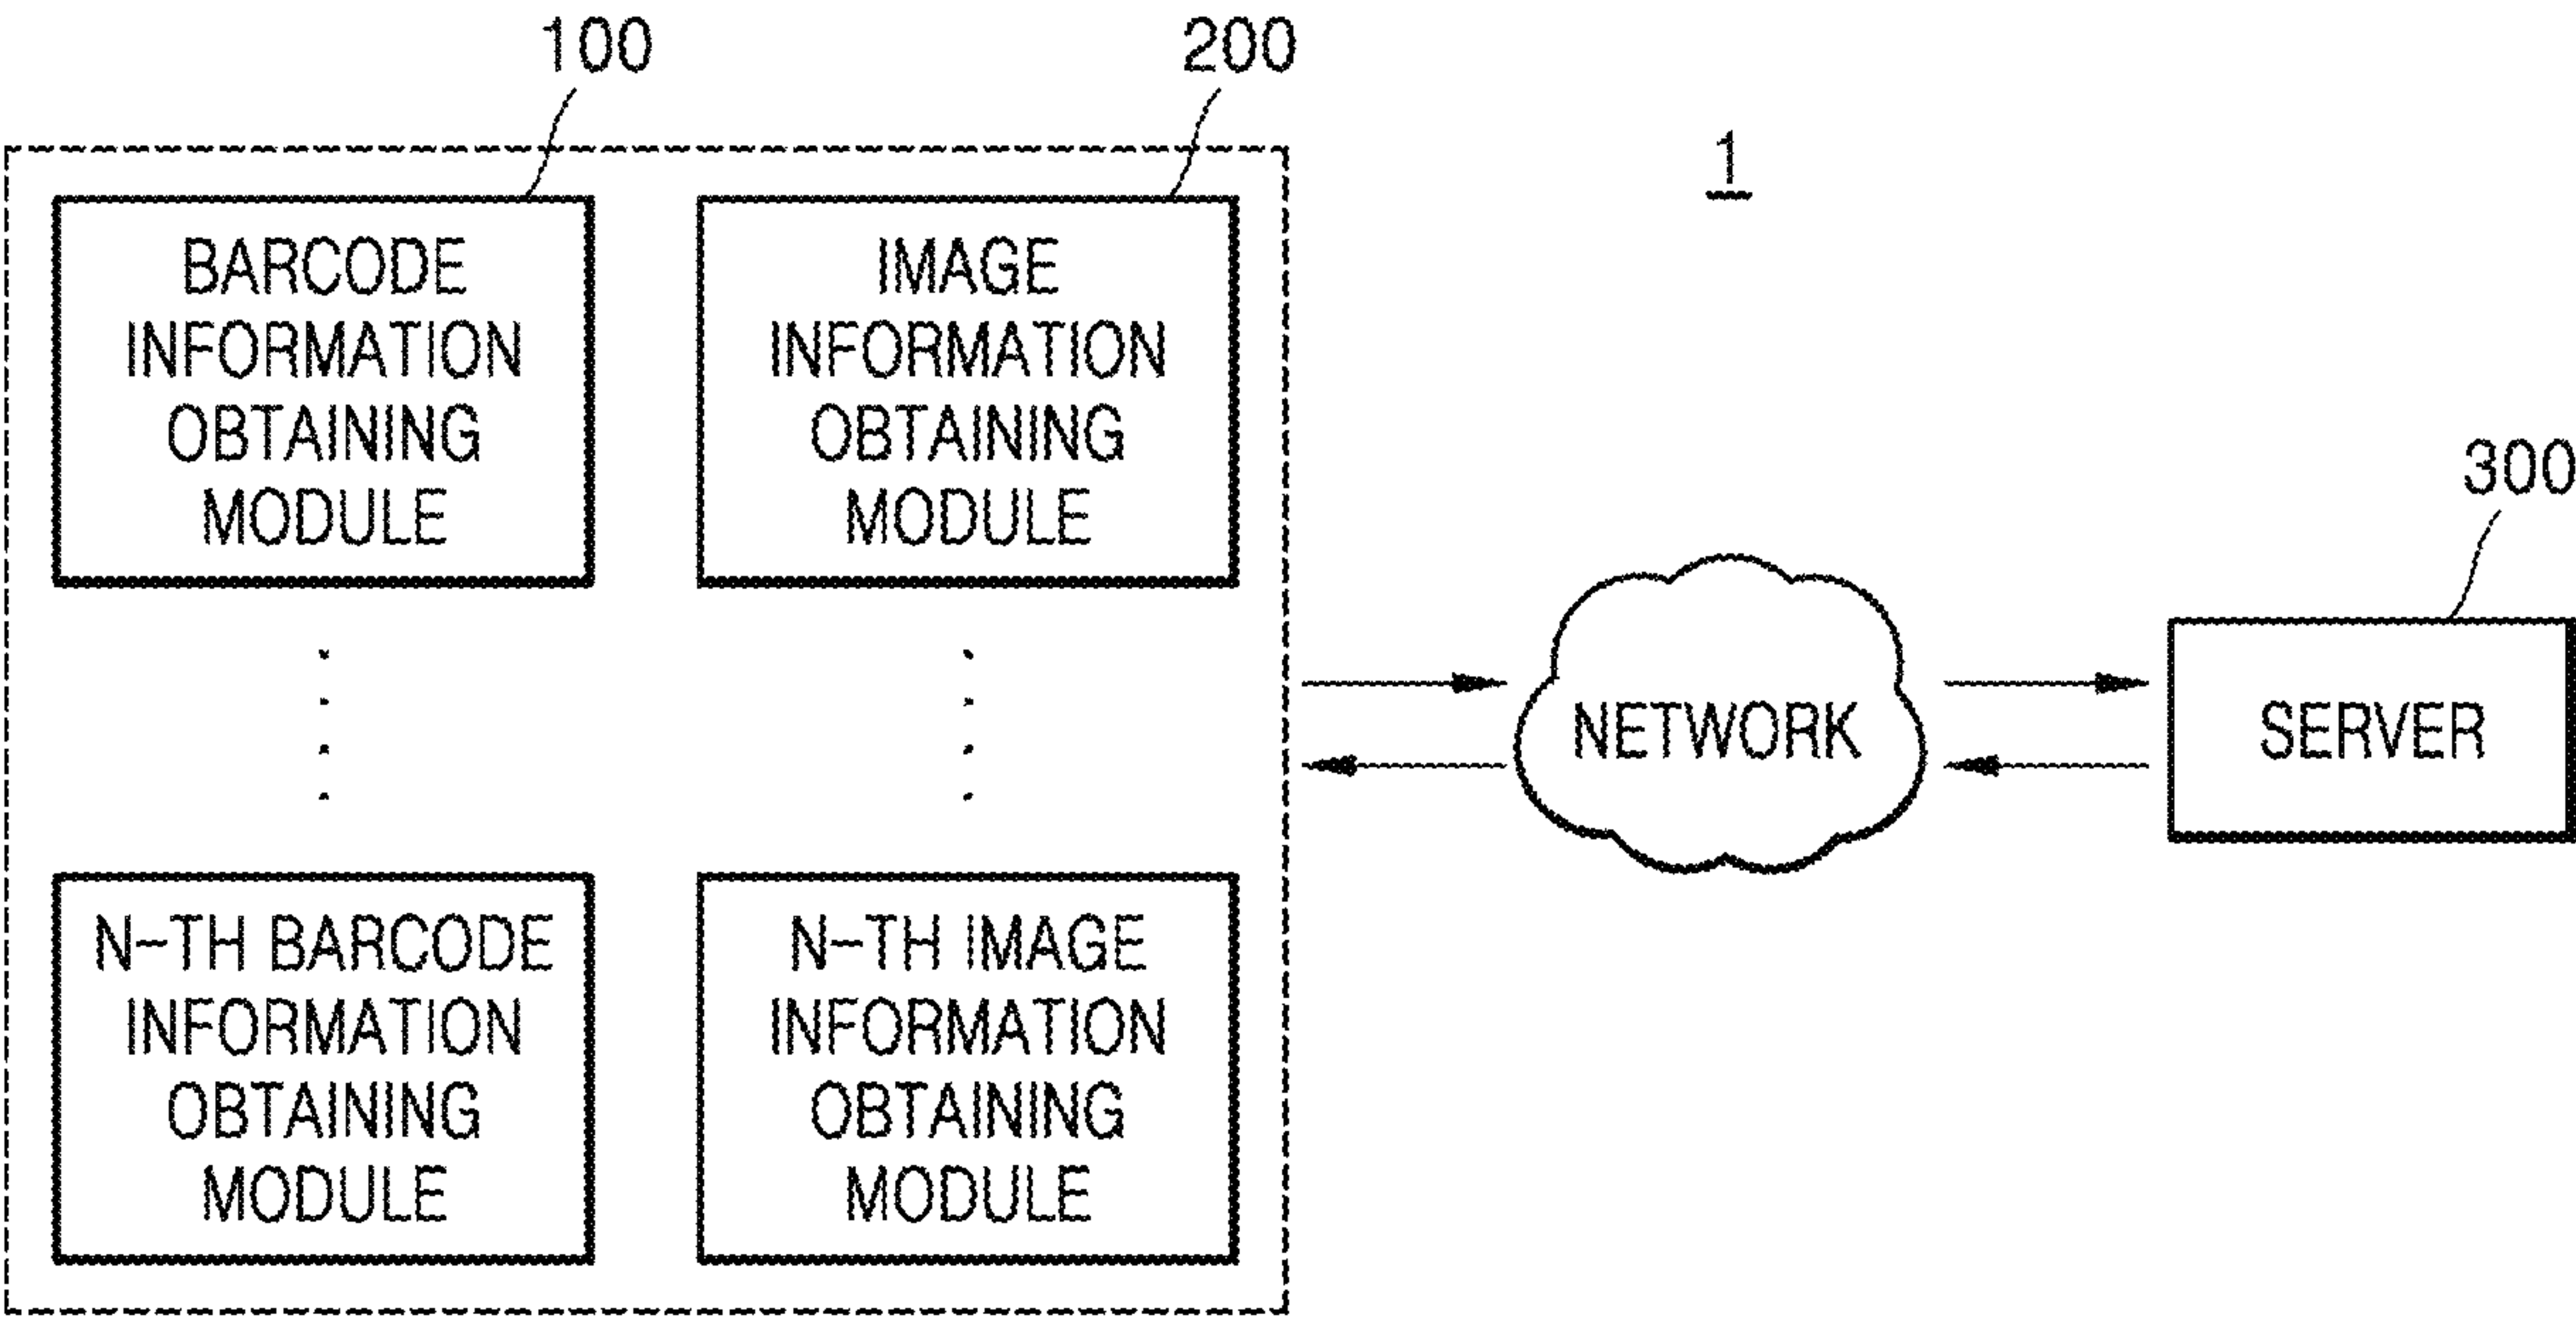 100
200
1
BARCODE
INFORMATION
OBTAINING
MODULE
IMAGE
INFORMATION
OBTAINING
MODULE
300
NETWORK
SERVER
N-TH BARCODE
INFORMATION
OBTAINING
MODULE
N-TH IMAGE
INFORMATION
OBTAINING
MODULE